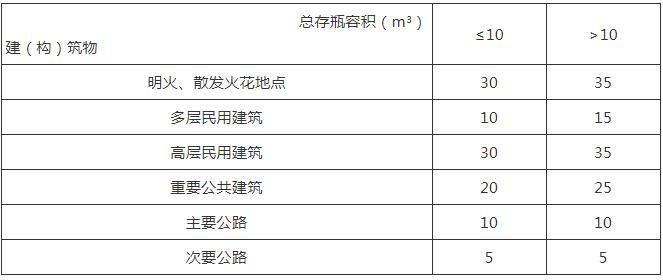 总存瓶容积（m³）
建（构）筑物
≤10 >10
明火、散发火花地点 30 35
多层民用建筑 10 15
高层民用建筑 30 35
重要公共建筑 20 25
主要公路 10 10
次要公路 5 5